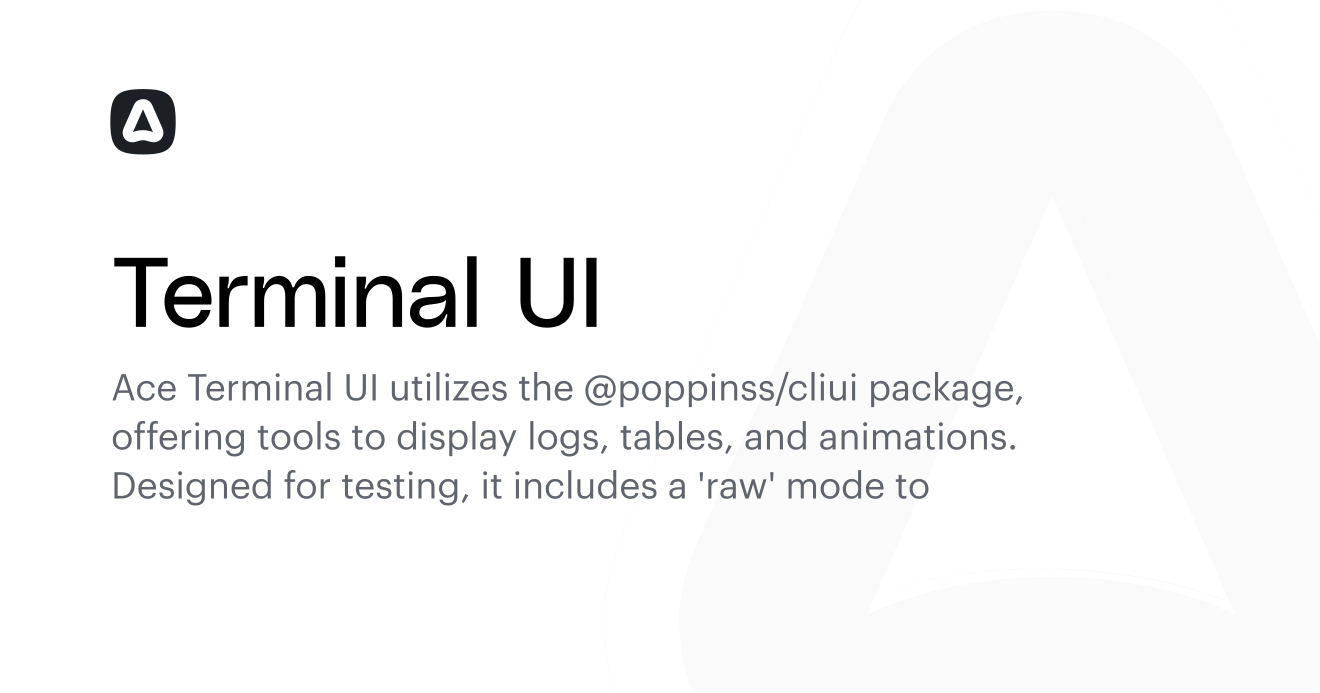 Terminal UI
Ace Terminal UI utilizes the @poppinss/cliui package,
offering tools to display logs, tables, and animations.
Designed for testing, it includes a 'raw' mode to